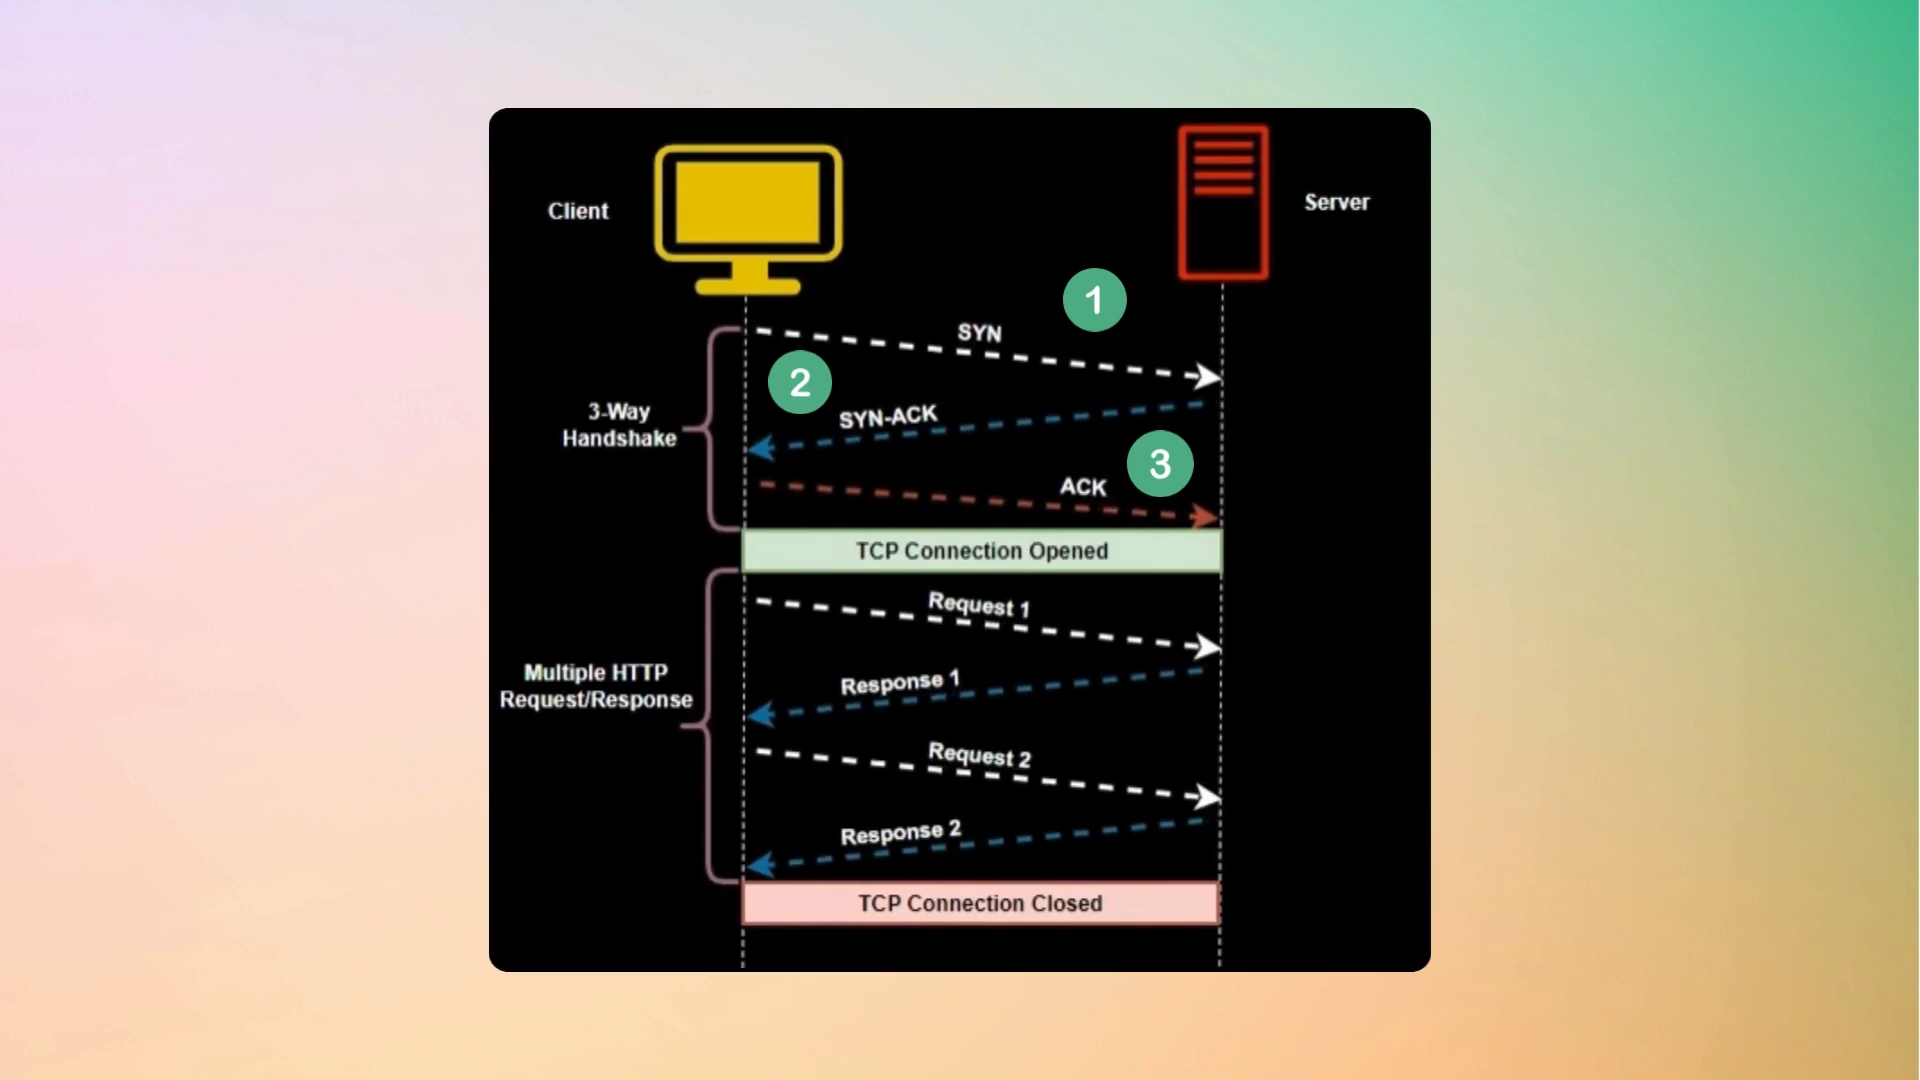 Client
Server
1
SYN
2
SYN-ACK
3-Way
Handshake
3
ACK
TCP Connection Opened
Request 1
Multiple HTTP
Request/Response
Response 1
Request 2
Response 2
TCP Connection Closed